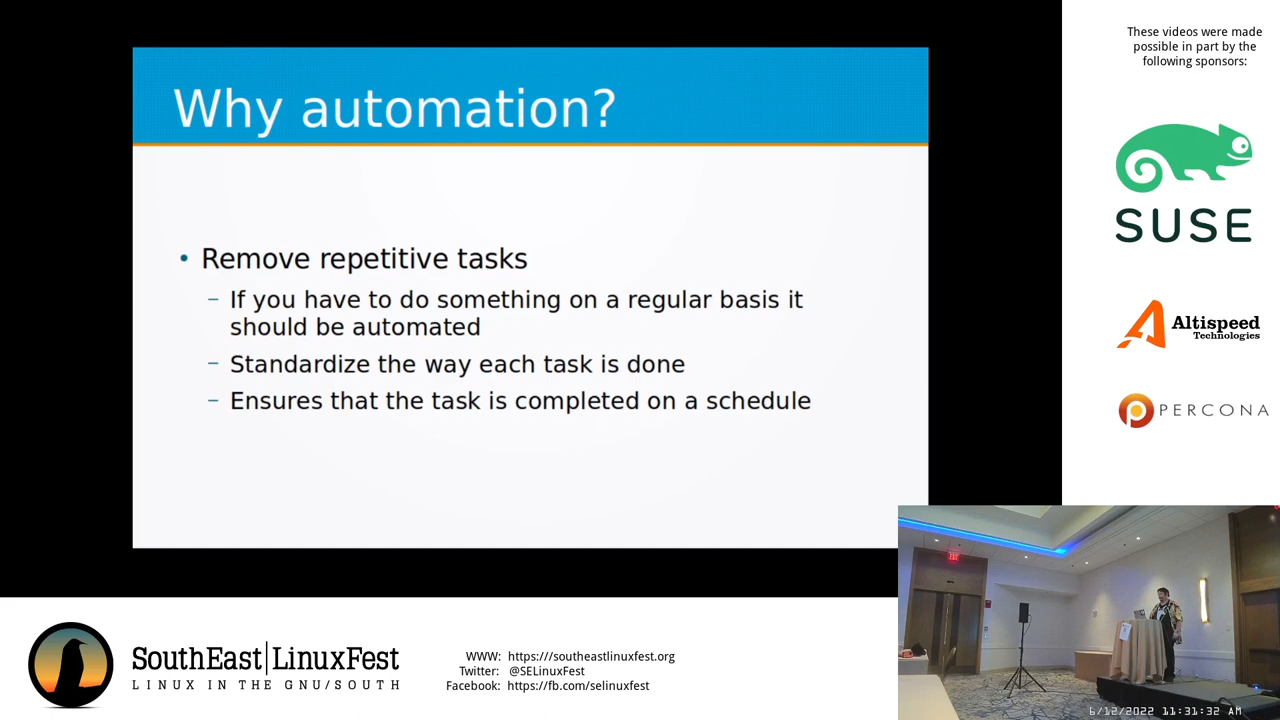 Why automation?
• Remove repetitive tasks
– If you have to do something on a regular basis it
should be automated
– Standardize the way each task is done
– Ensures that the task is completed on a schedule
These videos were made
possible in part by the
following sponsors:
SUSE
Altispeed
Technologies
PERCONA
SouthEast LinuxFest
LINUX IN THE GNU/SOUTH
WWW: https:///southeastlinuxfest.org
Twitter: @SELinuxFest
Facebook: https://fb.com/selinuxfest
EXIT
6/12/2022 11:31:32 AM